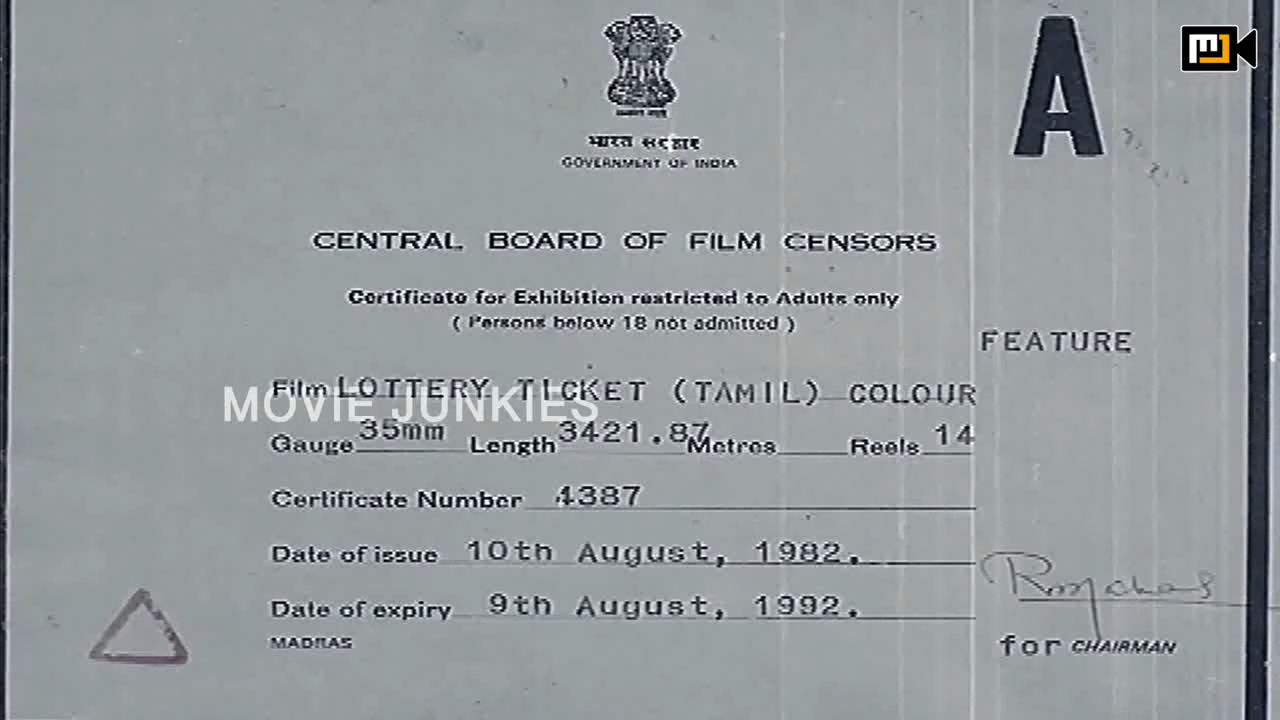 A
भारत सरकार
GOVERNMENT OF INDIA
CENTRAL BOARD OF FILM CENSORS
Certificate for Exhibition restricted to Adults only
( Persons below 18 not admitted )
FEATURE
Film LOTTERY TICKET (TAMIL) COLOUR
MOVIE JUNKIES
Gauge 35mm Length 3421.87 Metres Reels 14
Certificate Number 4387
Date of issue 10th August, 1982.
Date of expiry 9th August, 1992.
MADRAS
for CHAIRMAN